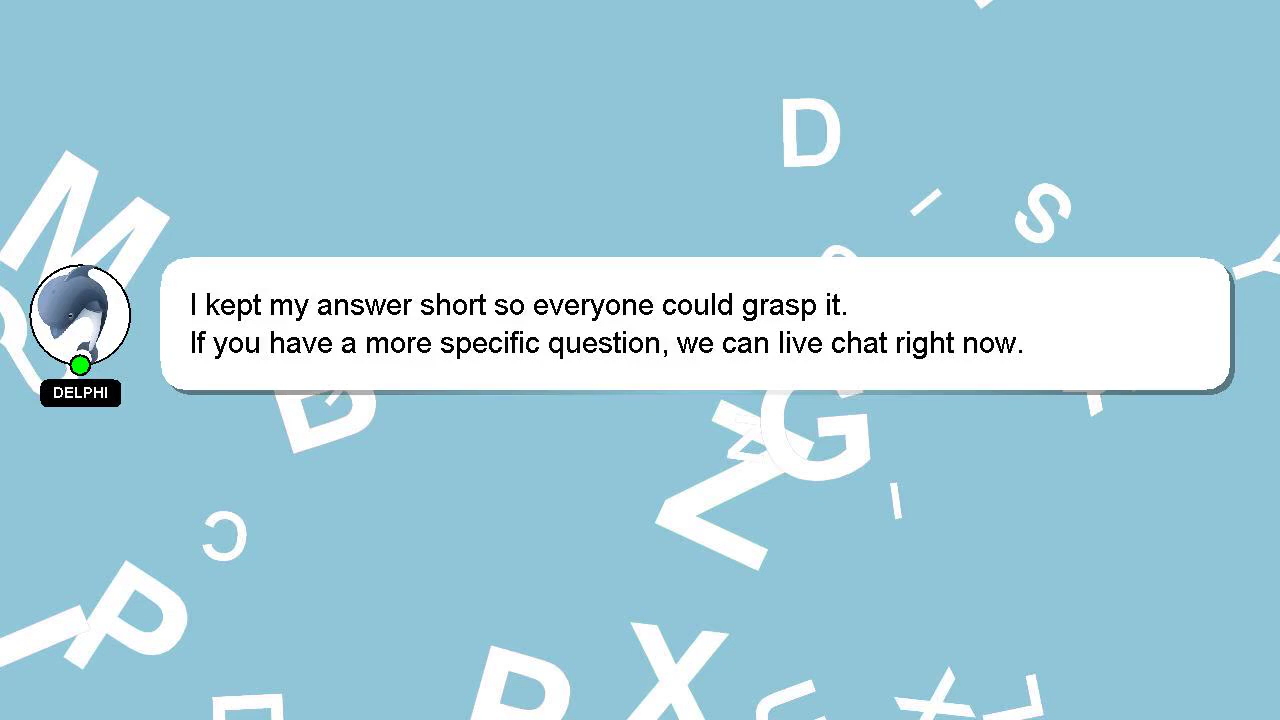 I kept my answer short so everyone could grasp it.
If you have a more specific question, we can live chat right now.
DELPHI
D
I
S
M
Y
B
G
Z
Z
I
C
P
I
P
X
U
X